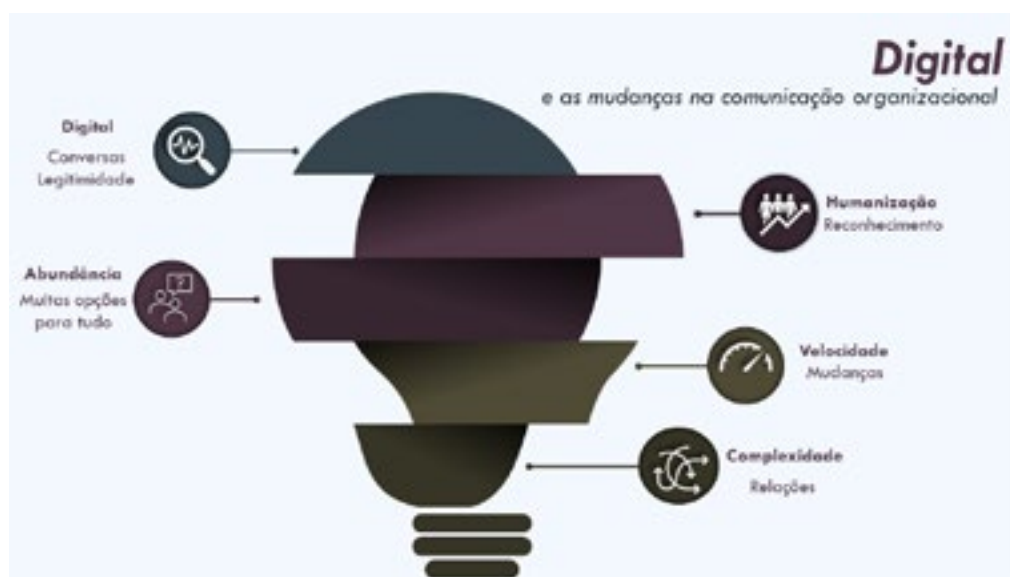 Digital
e as mudanças na comunicação organizacional
Digital
Conversas
Legitimidade
Humanização
Reconhecimento
Abundância
Muitas opções
para tudo
?
Velocidade
Mudanças
Complexidade
Relações